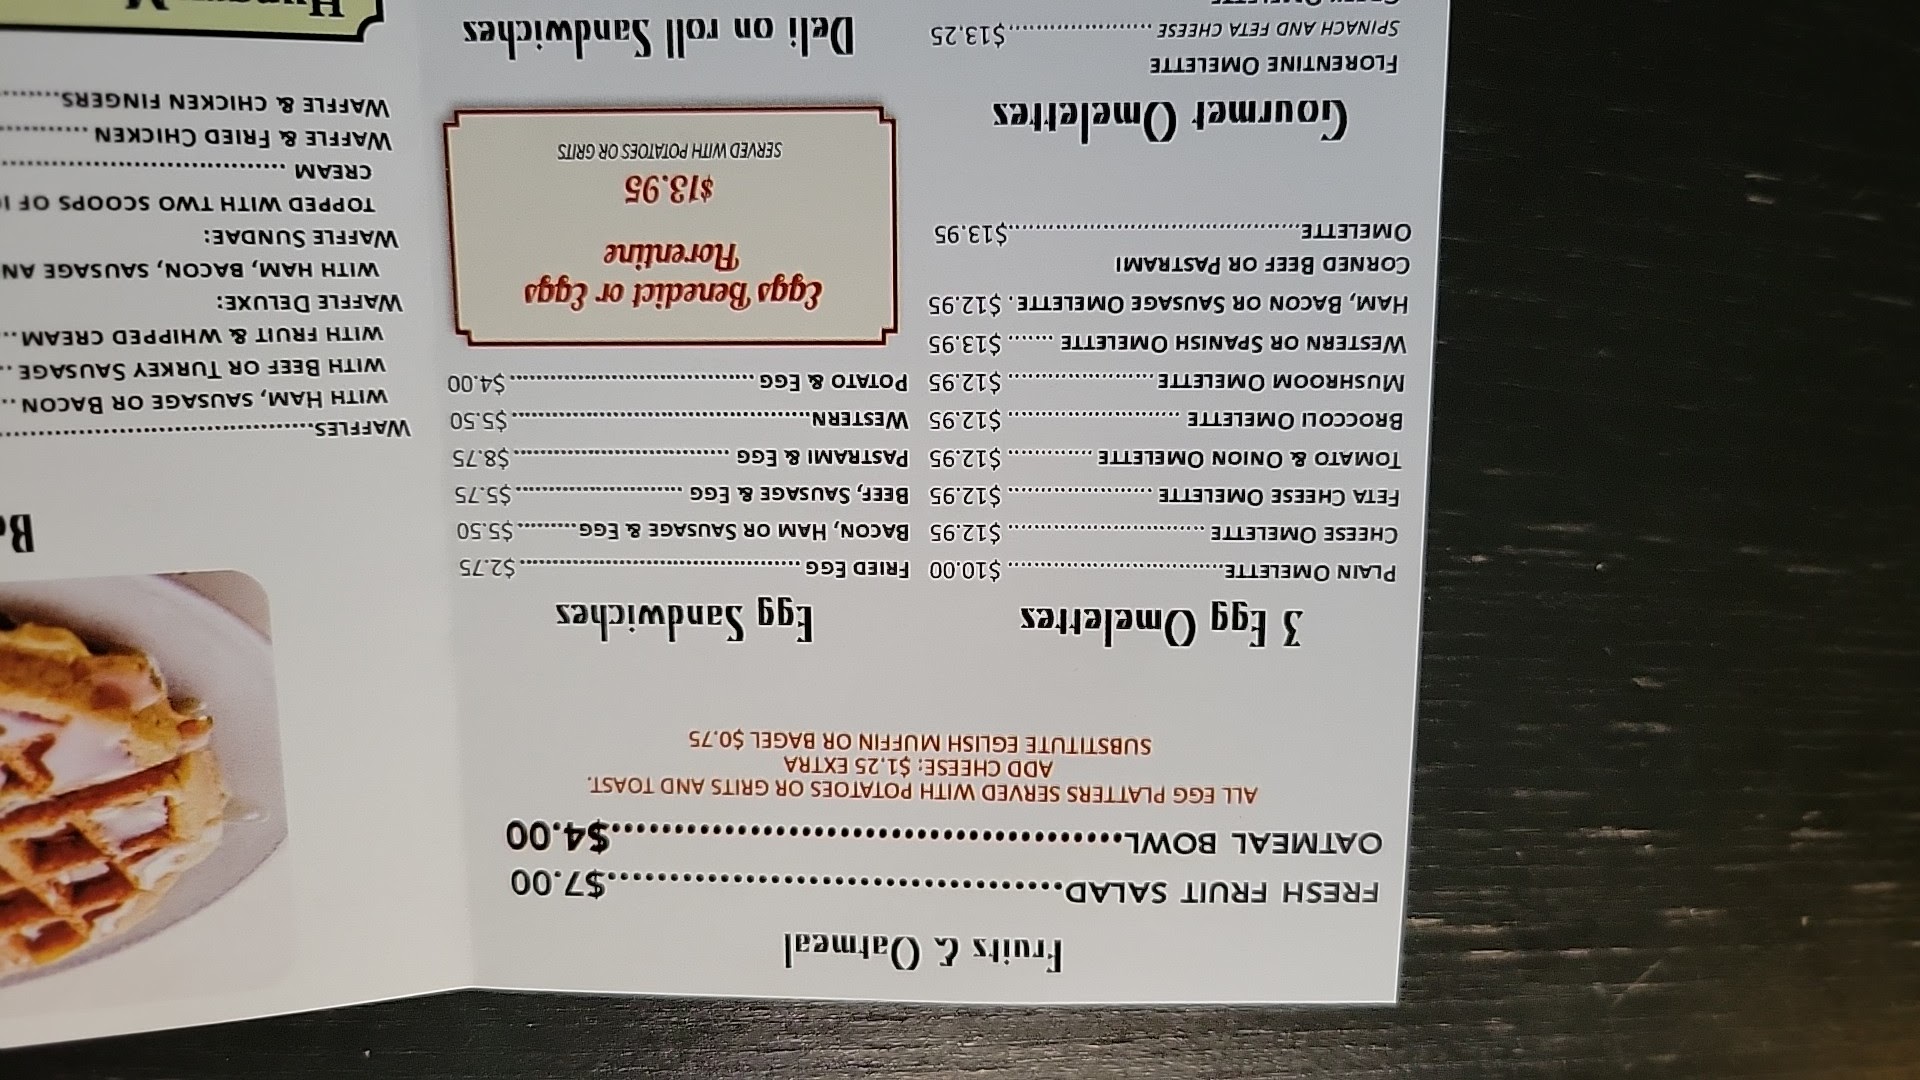 Fruits & Oatmeal
FRESH FRUIT SALAD....................................$7.00
OATMEAL BOWL........................................$4.00
ALL EGG PLATTERS SERVED WITH POTATOES OR GRITS AND TOAST.
ADD CHEESE: $1.25 EXTRA
SUBSTITUTE EGLISH MUFFIN OR BAGEL $0.75
3 Egg Omelettes
PLAIN OMELETTE.................................$10.00
CHEESE OMELETTE ..............................$12.95
FETA CHEESE OMELETTE ......................$12.95
TOMATO & ONION OMELETTE .............$12.95
BROCCOLI OMELETTE ..........................$12.95
MUSHROOM OMELETTE ......................$12.95
WESTERN OR SPANISH OMELETTE .......$13.95
HAM, BACON OR SAUSAGE OMELETTE. $12.95
CORNED BEEF OR PASTRAMI
OMELETTE.............................................$13.95
Gourmet Omelettes
FLORENTINE OMELETTE
SPINACH AND FETA CHEESE .....................$13.25
Egg Sandwiches
FRIED EGG ..........................................$2.75
BACON, HAM OR SAUSAGE & EGG.........$5.50
BEEF, SAUSAGE & EGG .........................$5.75
PASTRAMI & EGG ................................$8.75
WESTERN............................................$5.50
POTATO & EGG ....................................$4.00
Eggs Benedict or Eggs
Florentine
$13.95
SERVED WITH POTATOES OR GRITS
Deli on roll Sandwiches
WAFFLES...............................................
WITH HAM, SAUSAGE OR BACON..
WITH BEEF OR TURKEY SAUSAGE ..
WITH FRUIT & WHIPPED CREAM...
WAFFLE DELUXE:
WITH HAM, BACON, SAUSAGE
WAFFLE SUNDAE:
TOPPED WITH TWO SCOOPS OF
CREAM ........................................
WAFFLE & FRIED CHICKEN ............
WAFFLE & CHICKEN FINGERS........